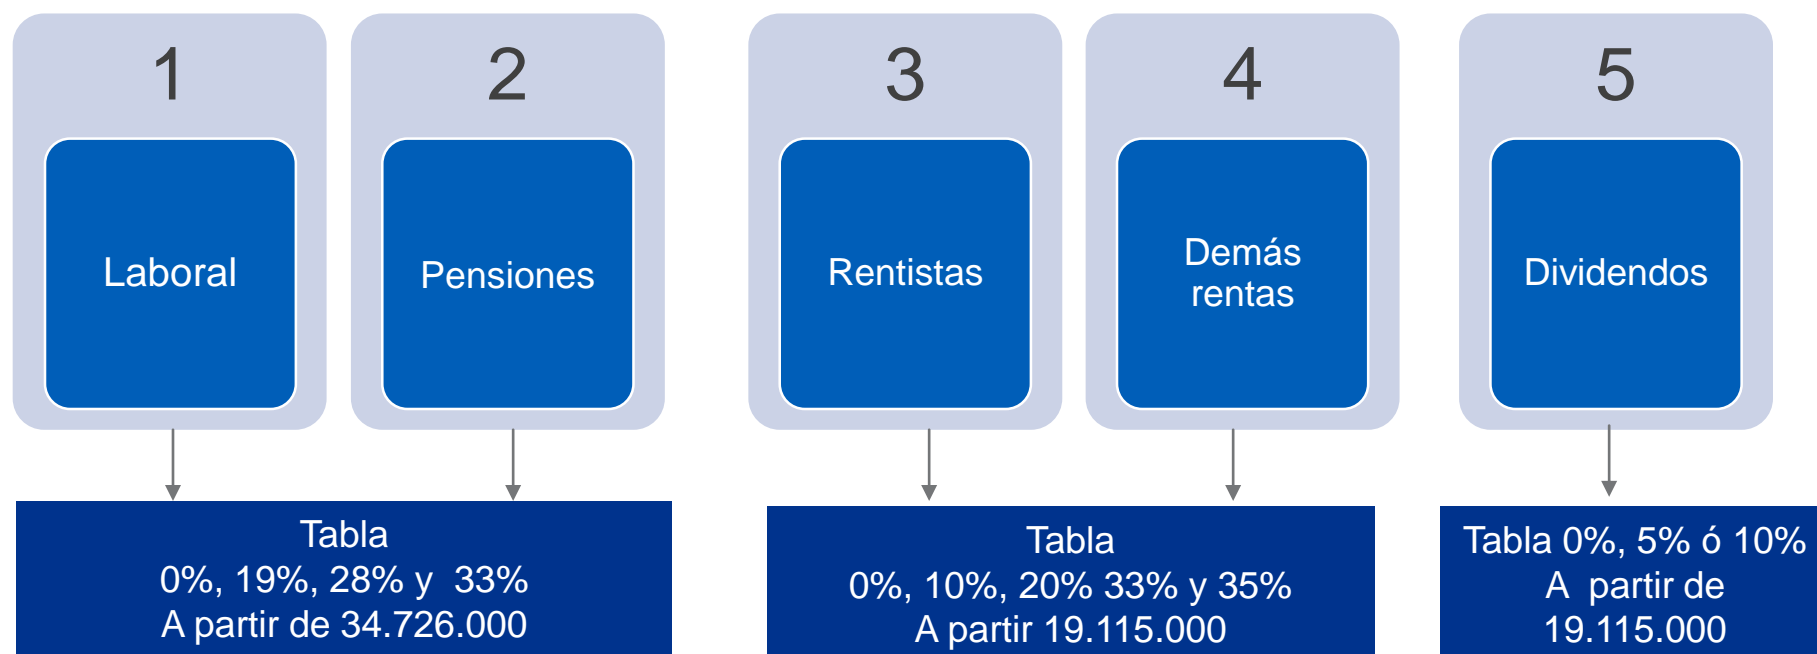 1
Laboral
2
Pensiones
3
Rentistas
4
Demás
rentas
5
Dividendos
Tabla
0%, 19%, 28% y  33%
A partir de 34.726.000
Tabla
0%, 10%, 20% 33% y 35%
A partir 19.115.000
Tabla 0%, 5% ó 10%
A  partir de
19.115.000